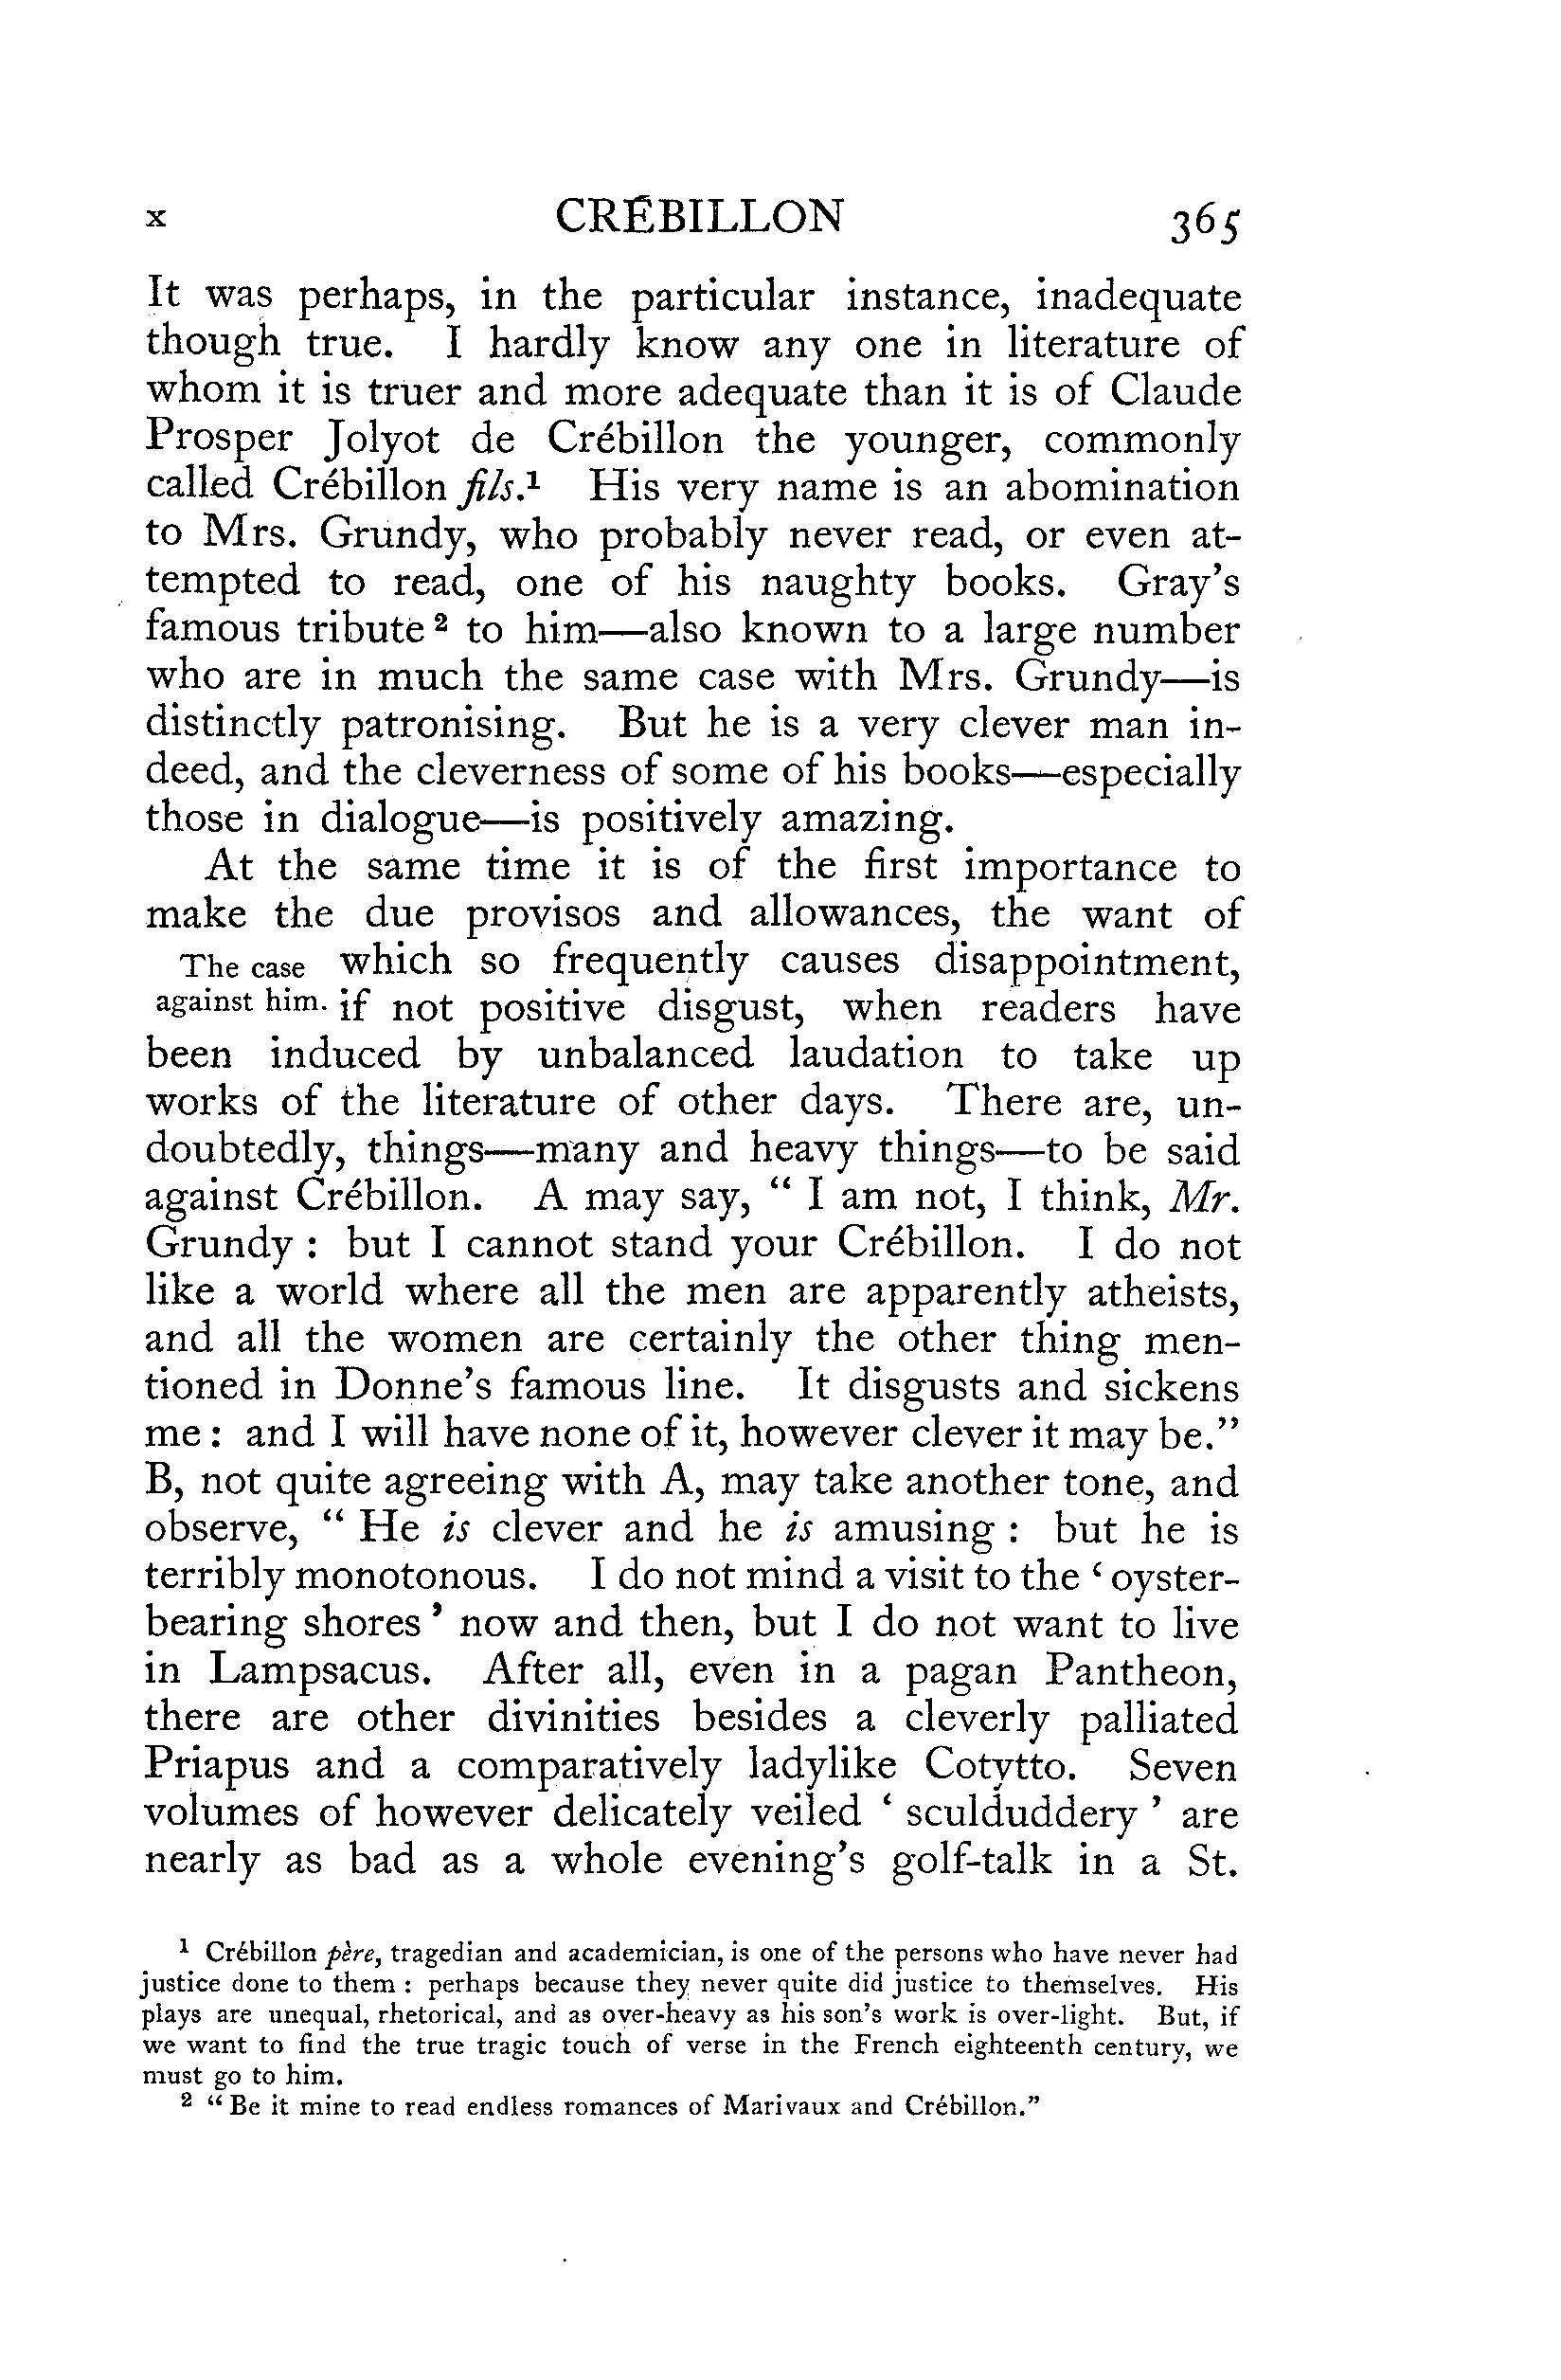 x CRÉBILLON 365
It was perhaps, in the particular instance, inadequate
though true. I hardly know any one in literature of
whom it is truer and more adequate than it is of Claude
Prosper Jolyot de Crébillon the younger, commonly
called Crébillon fils.¹ His very name is an abomination
to Mrs. Grundy, who probably never read, or even at-
tempted to read, one of his naughty books. Gray's
famous tribute² to him—also known to a large number
who are in much the same case with Mrs. Grundy—is
distinctly patronising. But he is a very clever man in-
deed, and the cleverness of some of his books—especially
those in dialogue—is positively amazing.
At the same time it is of the first importance to
make the due provisos and allowances, the want of
The case which so frequently causes disappointment,
against him. if not positive disgust, when readers have
been induced by unbalanced laudation to take up
works of the literature of other days. There are, un-
doubtedly, things—many and heavy things—to be said
against Crébillon. A may say, “ I am not, I think, Mr.
Grundy : but I cannot stand your Crébillon. I do not
like a world where all the men are apparently atheists,
and all the women are certainly the other thing men-
tioned in Donne's famous line. It disgusts and sickens
me : and I will have none of it, however clever it may be.”
B, not quite agreeing with A, may take another tone, and
observe, “ He is clever and he is amusing : but he is
terribly monotonous. I do not mind a visit to the ‘ oyster-
bearing shores ’ now and then, but I do not want to live
in Lampsacus. After all, even in a pagan Pantheon,
there are other divinities besides a cleverly palliated
Priapus and a comparatively ladylike Cotytto. Seven
volumes of however delicately veiled ‘ sculduddery ’ are
nearly as bad as a whole evening's golf-talk in a St.
¹ Crébillon père, tragedian and academician, is one of the persons who have never had
justice done to them : perhaps because they never quite did justice to themselves. His
plays are unequal, rhetorical, and as over-heavy as his son's work is over-light. But, if
we want to find the true tragic touch of verse in the French eighteenth century, we
must go to him.
² “ Be it mine to read endless romances of Marivaux and Crébillon.”